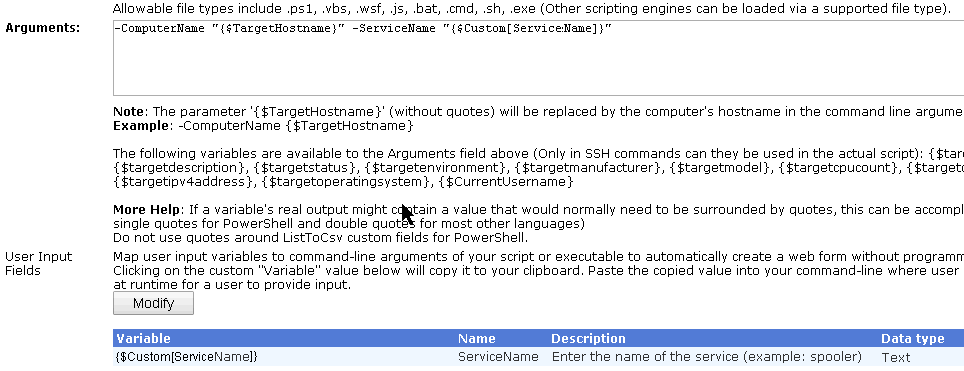 Allowable file types include .ps1, .vbs, .wsf, .js, .bat, .cmd, .sh, .exe (Other scripting engines can be loaded via a supported file type).
Arguments:
-ComputerName "{$TargetHostname}" -ServiceName "{$Custom[ServiceName]}"
Note: The parameter '{$TargetHostname}' (without quotes) will be replaced by the computer's hostname in the command line argume
Example: -ComputerName {$TargetHostname}
The following variables are available to the Arguments field above (Only in SSH commands can they be used in the actual script): {$tar
{$targetdescription}, {$targetstatus}, {$targetenvironment}, {$targetmanufacturer}, {$targetmodel}, {$targetcpucount}, {$targetc
{$targetipv4address}, {$targetoperatingsystem}, {$CurrentUsername}
More Help: If a variable's real output might contain a value that would normally need to be surrounded by quotes, this can be accompl
single quotes for PowerShell and double quotes for most other languages)
Do not use quotes around ListToCsv custom fields for PowerShell.
User Input Fields
Map user input variables to command-line arguments of your script or executable to automatically create a web form without programm
Clicking on the custom "Variable" value below will copy it to your clipboard. Paste the copied value into your command-line where user
at runtime for a user to provide input.
Modify
Variable Name Description Data type
{$Custom[ServiceName]} ServiceName Enter the name of the service (example: spooler) Text